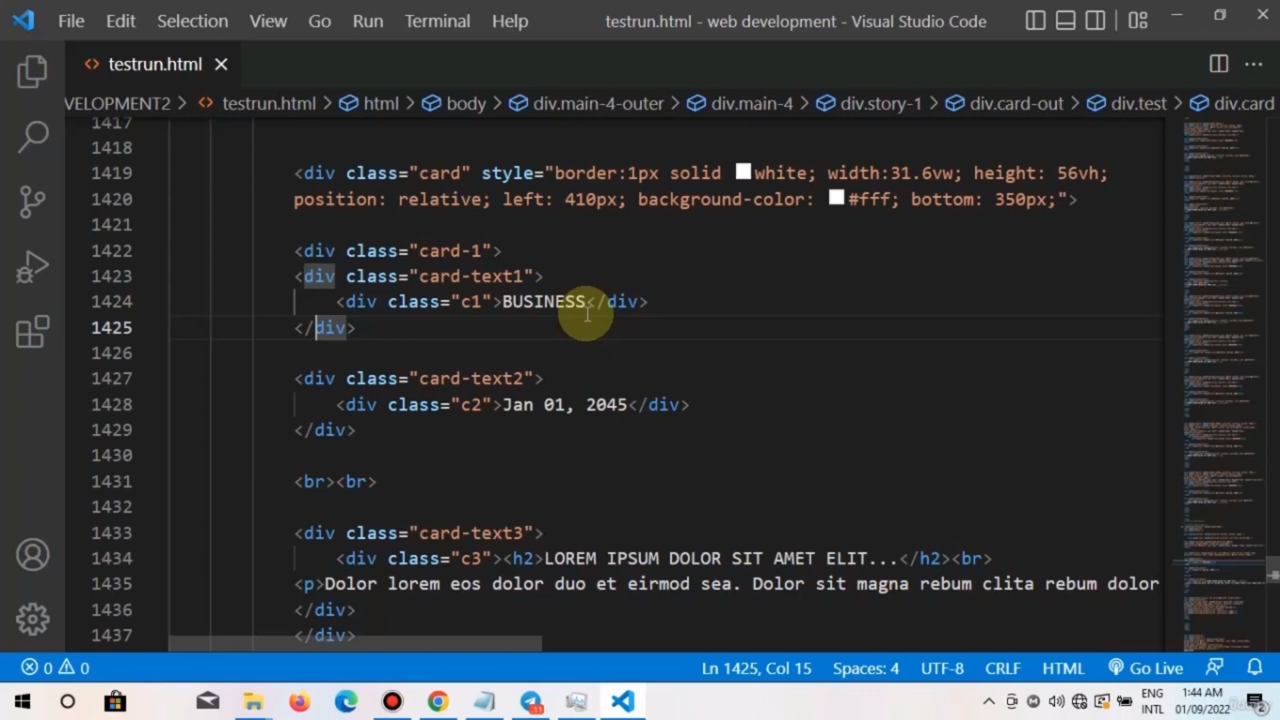 File Edit Selection View Go Run Terminal Help testrun.html - web development - Visual Studio Code
testrun.html
VELOPMENT2 > testrun.html > html > body > div.main-4-outer > div.main-4 > div.story-1 > div.card-out > div.test > div.card
1417
1418
1419 <div class="card" style="border:1px solid white; width:31.6vw; height: 56vh;
1420 position: relative; left: 410px; background-color: #fff; bottom: 350px;">
1421
1422 <div class="card-1">
1423 <div class="card-text1">
1424 <div class="c1">BUSINESS</div>
1425 </div>
1426
1427 <div class="card-text2">
1428 <div class="c2">Jan 01, 2045</div>
1429 </div>
1430
1431 <br><br>
1432
1433 <div class="card-text3">
1434 <div class="c3"><h2>LOREM IPSUM DOLOR SIT AMET ELIT...</h2><br>
1435 <p>Dolor lorem eos dolor duo et eirmod sea. Dolor sit magna rebum clita rebum dolor
1436 </div>
1437 </div>
0 0 Ln 1425, Col 15 Spaces: 4 UTF-8 CRLF HTML Go Live
11 ENG 1:44 AM
INTL 01/09/2022 2